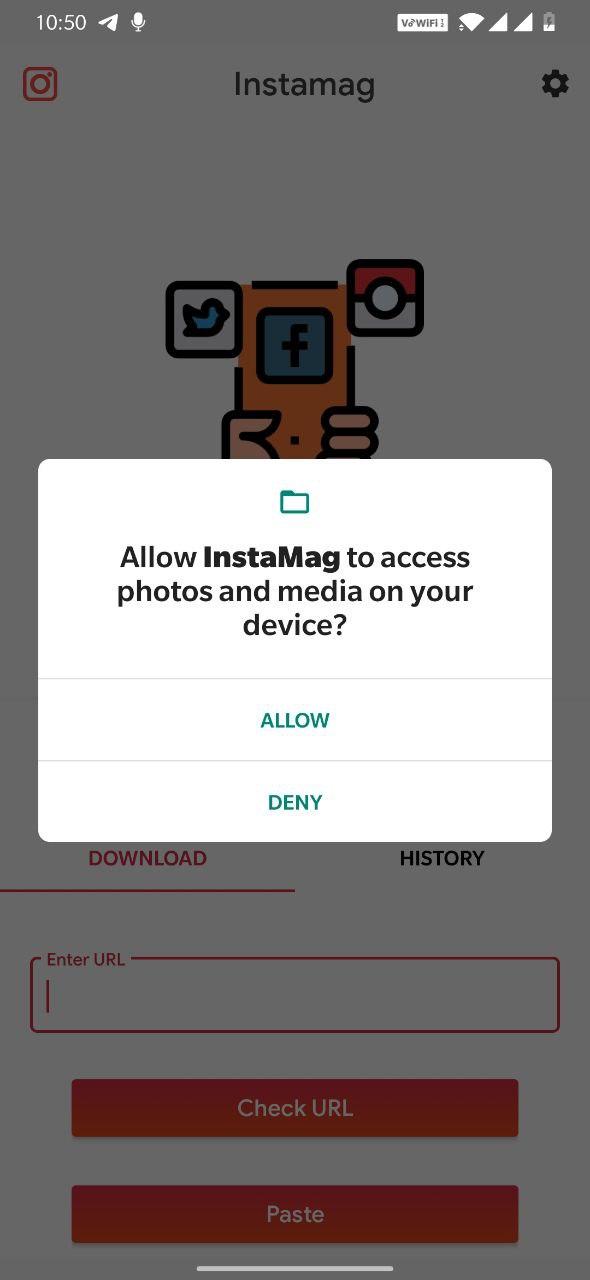 10:50
VoWiFi
Instamag
Allow InstaMag to access
photos and media on your
device?
ALLOW
DENY
DOWNLOAD
HISTORY
Enter URL
Check URL
Paste